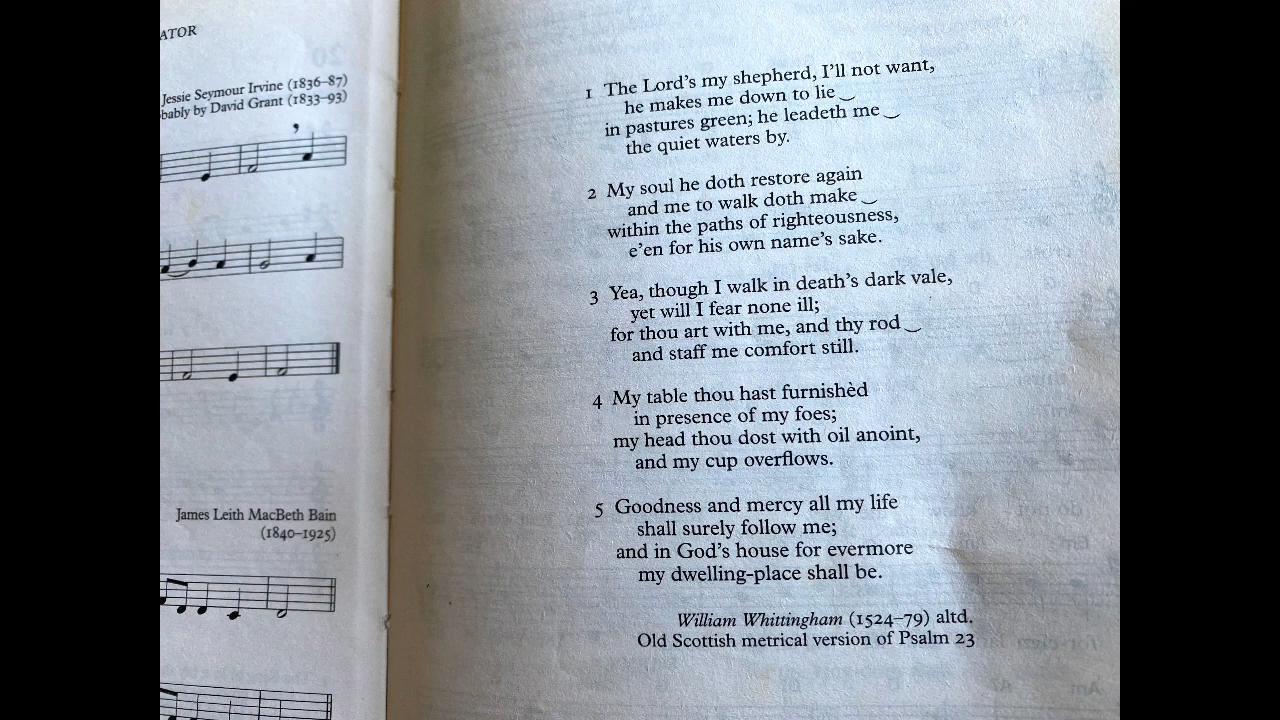 ATOR
Jessie Seymour Irvine (1836–87)
bably by David Grant (1833–93)
James Leith MacBeth Bain
(1840–1925)
1 The Lord's my shepherd, I'll not want,
he makes me down to lie‿
in pastures green; he leadeth me‿
the quiet waters by.
2 My soul he doth restore again
and me to walk doth make‿
within the paths of righteousness,
e'en for his own name's sake.
3 Yea, though I walk in death's dark vale,
yet will I fear none ill;
for thou art with me, and thy rod‿
and staff me comfort still.
4 My table thou hast furnishèd
in presence of my foes;
my head thou dost with oil anoint,
and my cup overflows.
5 Goodness and mercy all my life
shall surely follow me;
and in God's house for evermore
my dwelling-place shall be.
William Whittingham (1524–79) altd.
Old Scottish metrical version of Psalm 23